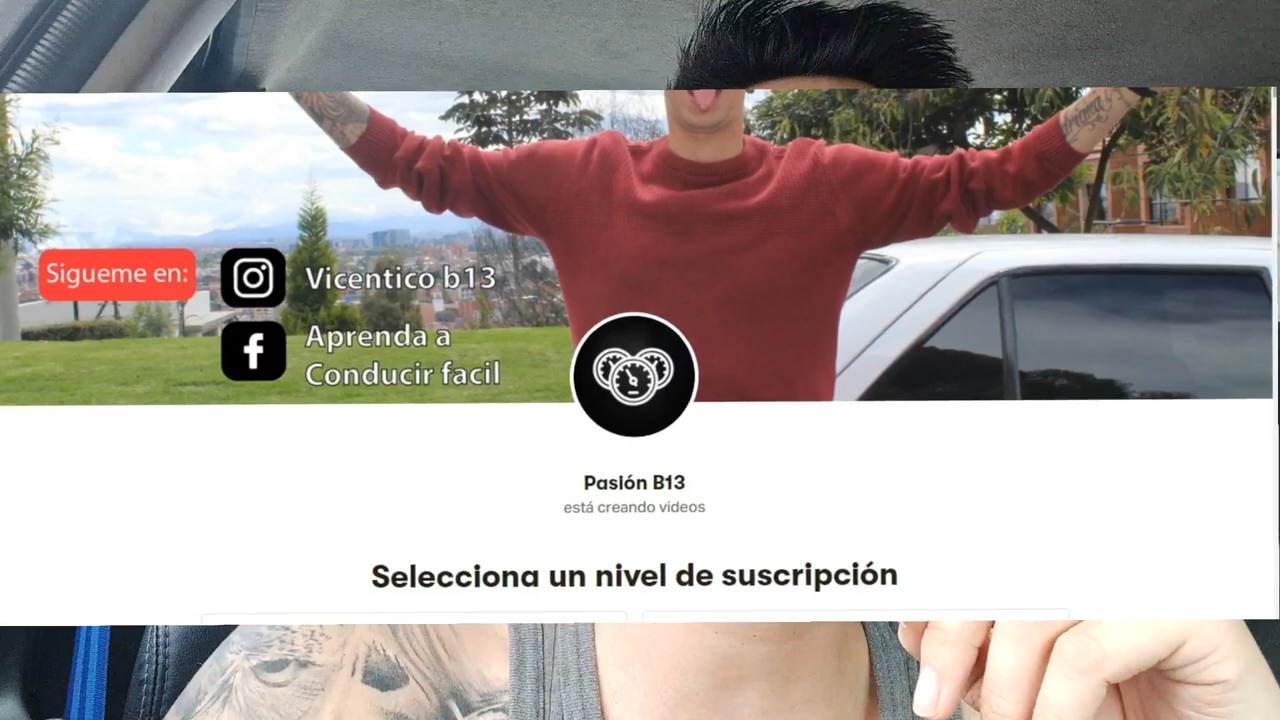 Sigueme en:
Vicentico b13
Aprenda a
Conducir facil
Pasión B13
está creando videos
Selecciona un nivel de suscripción